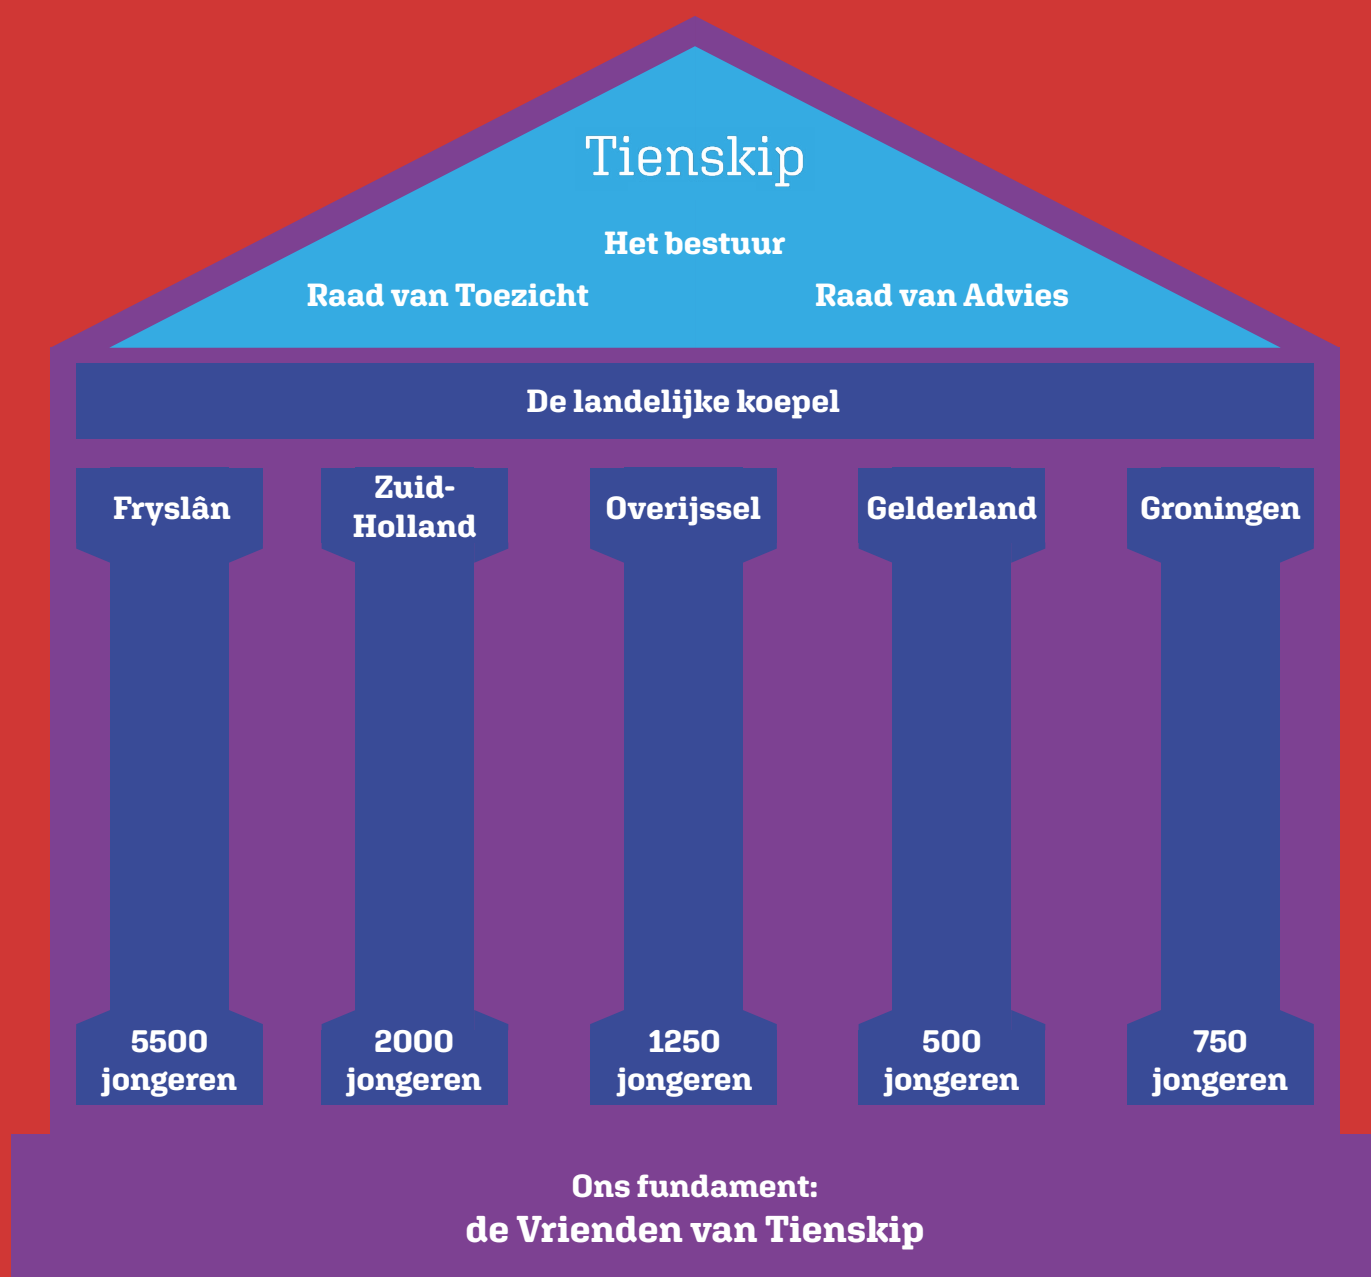 Tienskip
Het bestuur
Raad van Toezicht
Raad van Advies
De landelijke koepel
Fryslân
Zuid-
Holland
Overijssel
Gelderland
Groningen
5500
jongeren
2000
jongeren
1250
jongeren
500
jongeren
750
jongeren
Ons fundament:
de Vrienden van Tienskip